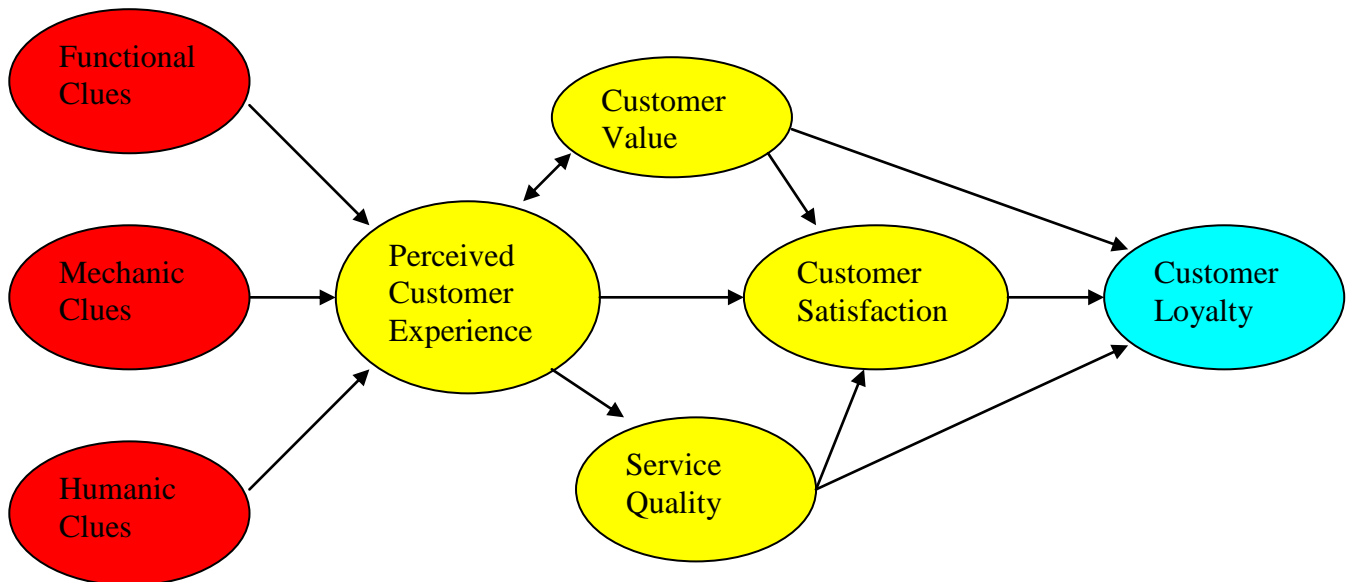 Functional
Clues
Customer
Value
Mechanic
Clues
Perceived
Customer
Experience
Customer
Satisfaction
Customer
Loyalty
Humanic
Clues
Service
Quality